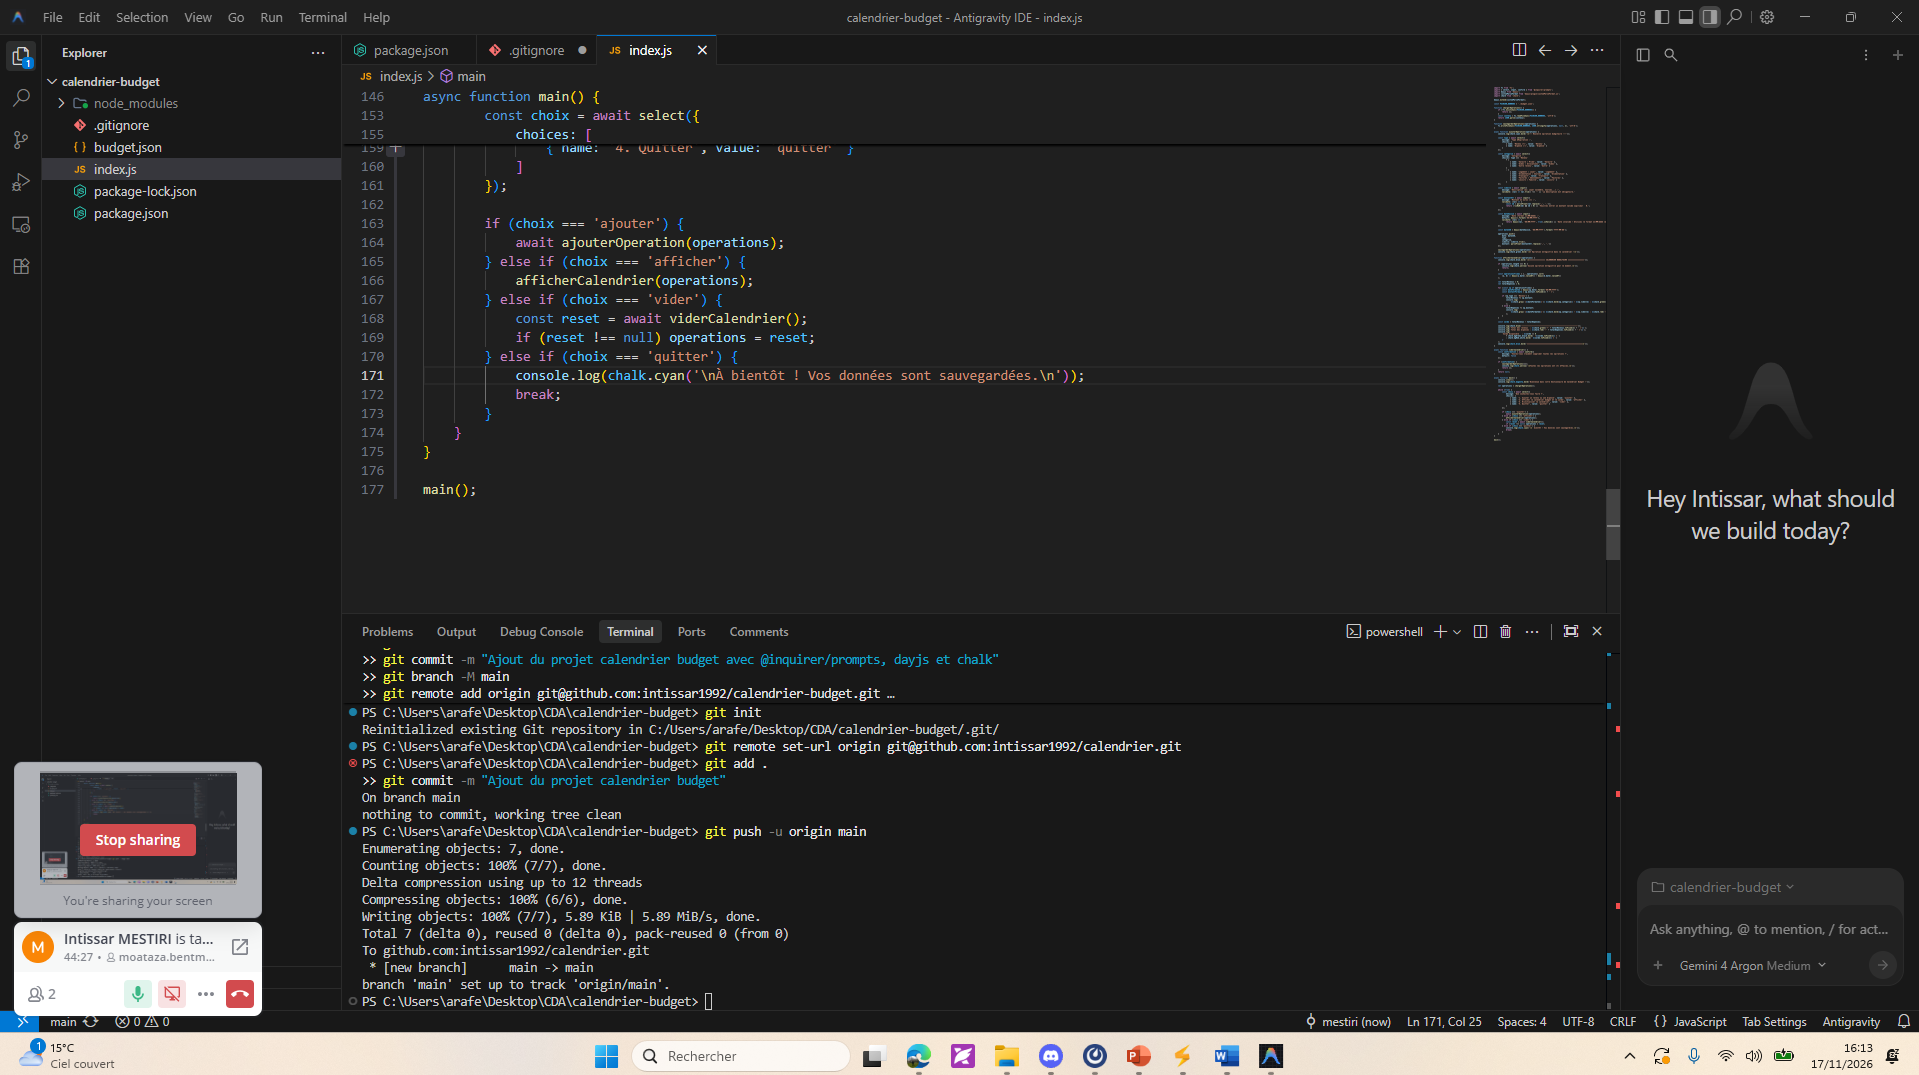 File Edit Selection View Go Run Terminal Help
calendrier-budget - Antigravity IDE - index.js
Explorer
calendrier-budget
node_modules
.gitignore
{ } budget.json
JS index.js
package-lock.json
package.json
package.json
.gitignore
JS index.js
JS index.js > main
146 async function main() {
153 const choix = await select({
155 choices: [
159 { name: '4. Quitter', value: 'quitter' }
160 ]
161 });
162
163 if (choix === 'ajouter') {
164 await ajouterOperation(operations);
165 } else if (choix === 'afficher') {
166 afficherCalendrier(operations);
167 } else if (choix === 'vider') {
168 const reset = await viderCalendrier();
169 if (reset !== null) operations = reset;
170 } else if (choix === 'quitter') {
171 console.log(chalk.cyan('\nÀ bientôt ! Vos données sont sauvegardées.\n'));
172 break;
173 }
174 }
175 }
176
177 main();
Hey Intissar, what should
we build today?
calendrier-budget
Ask anything, @ to mention, / for act...
Gemini 4 Argon Medium
Problems Output Debug Console Terminal Ports Comments
powershell
>> git commit -m "Ajout du projet calendrier budget avec @inquirer/prompts, dayjs et chalk"
>> git branch -M main
>> git remote add origin git@github.com:intissar1992/calendrier-budget.git …
PS C:\Users\arafe\Desktop\CDA\calendrier-budget> git init
Reinitialized existing Git repository in C:/Users/arafe/Desktop/CDA/calendrier-budget/.git/
PS C:\Users\arafe\Desktop\CDA\calendrier-budget> git remote set-url origin git@github.com:intissar1992/calendrier.git
PS C:\Users\arafe\Desktop\CDA\calendrier-budget> git add .
>> git commit -m "Ajout du projet calendrier budget"
On branch main
nothing to commit, working tree clean
PS C:\Users\arafe\Desktop\CDA\calendrier-budget> git push -u origin main
Enumerating objects: 7, done.
Counting objects: 100% (7/7), done.
Delta compression using up to 12 threads
Compressing objects: 100% (6/6), done.
Writing objects: 100% (7/7), 5.89 KiB | 5.89 MiB/s, done.
Total 7 (delta 0), reused 0 (delta 0), pack-reused 0 (from 0)
To github.com:intissar1992/calendrier.git
* [new branch] main -> main
branch 'main' set up to track 'origin/main'.
PS C:\Users\arafe\Desktop\CDA\calendrier-budget>
Stop sharing
You're sharing your screen
M
Intissar MESTIRI is ta...
44:27 • moataza.bentm...
2
main 0 0
mestiri (now) Ln 171, Col 25 Spaces: 4 UTF-8 CRLF { } JavaScript Tab Settings Antigravity
1
15°C
Ciel couvert
Rechercher
16:13
17/11/2026